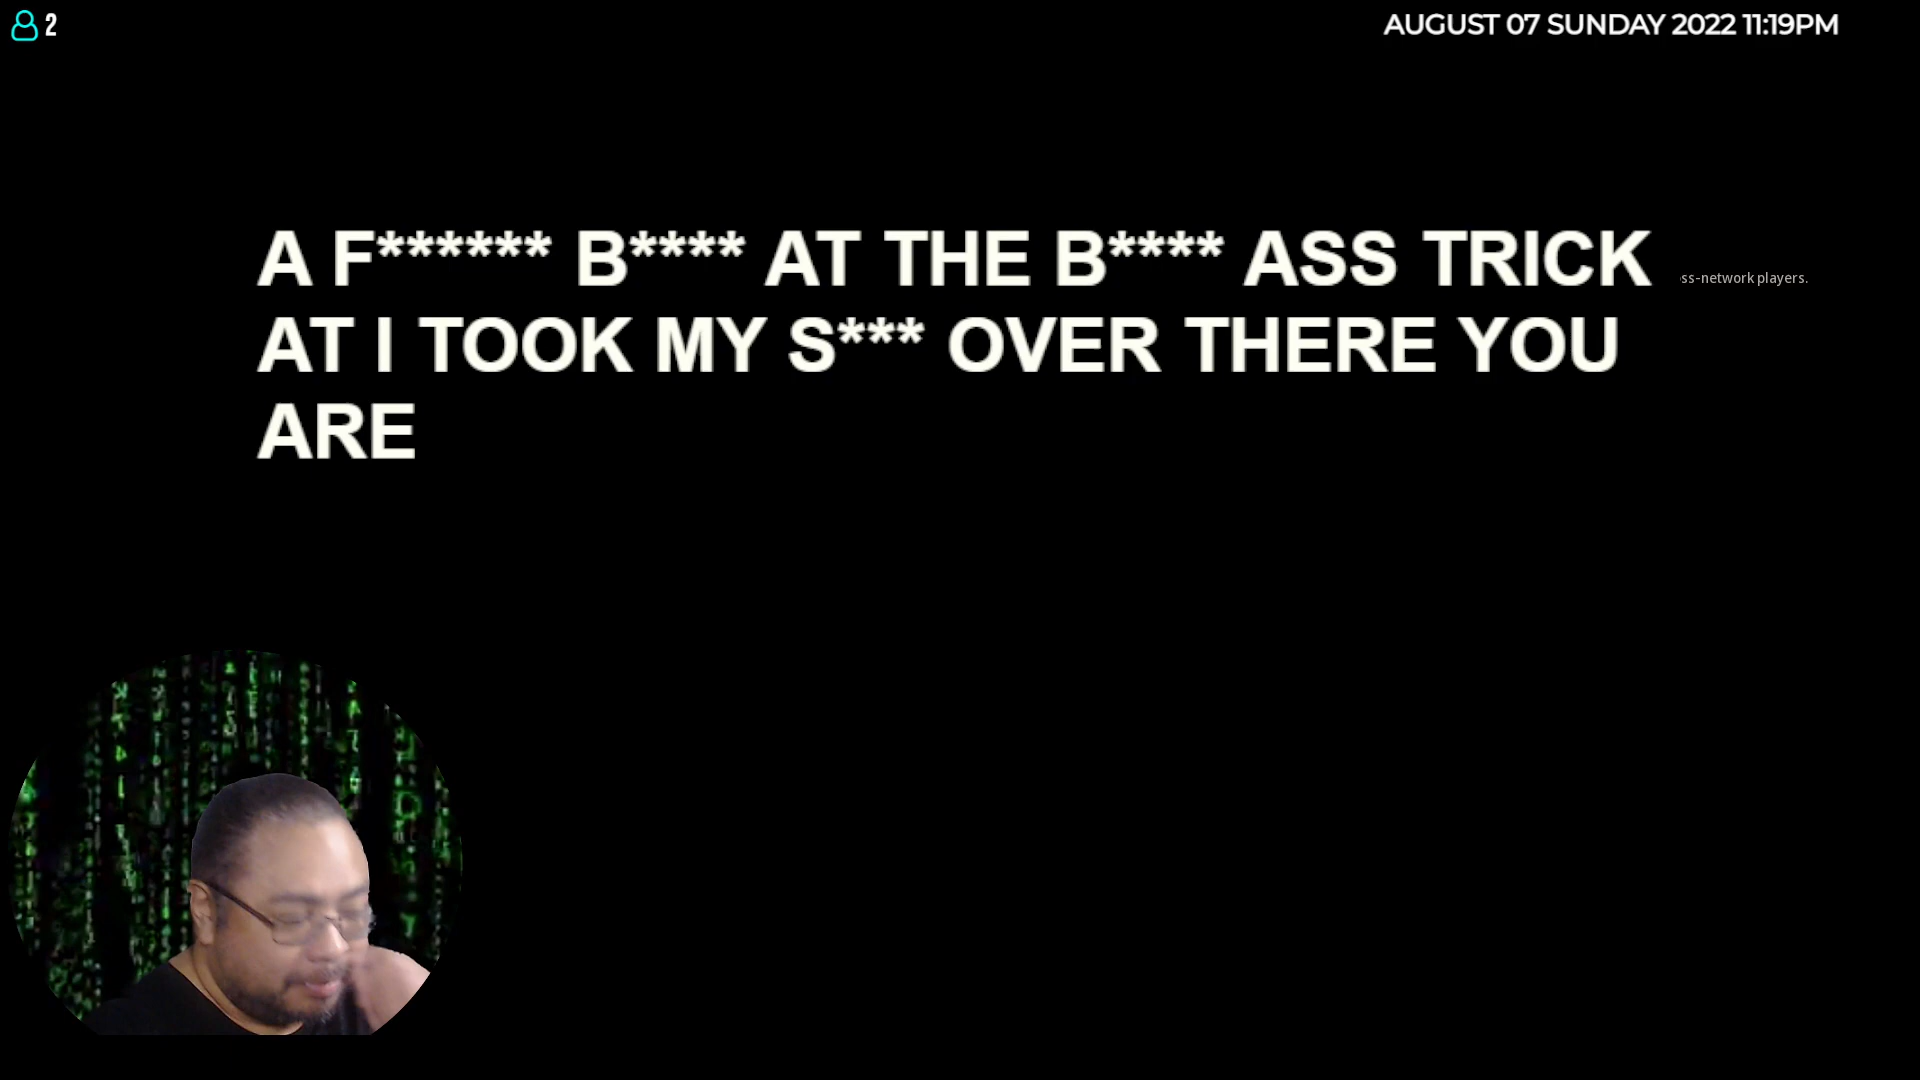 2
AUGUST 07 SUNDAY 2022 11:19PM
A F****** B**** AT THE B**** ASS TRICK
ss-network players.
AT I TOOK MY S*** OVER THERE YOU
ARE